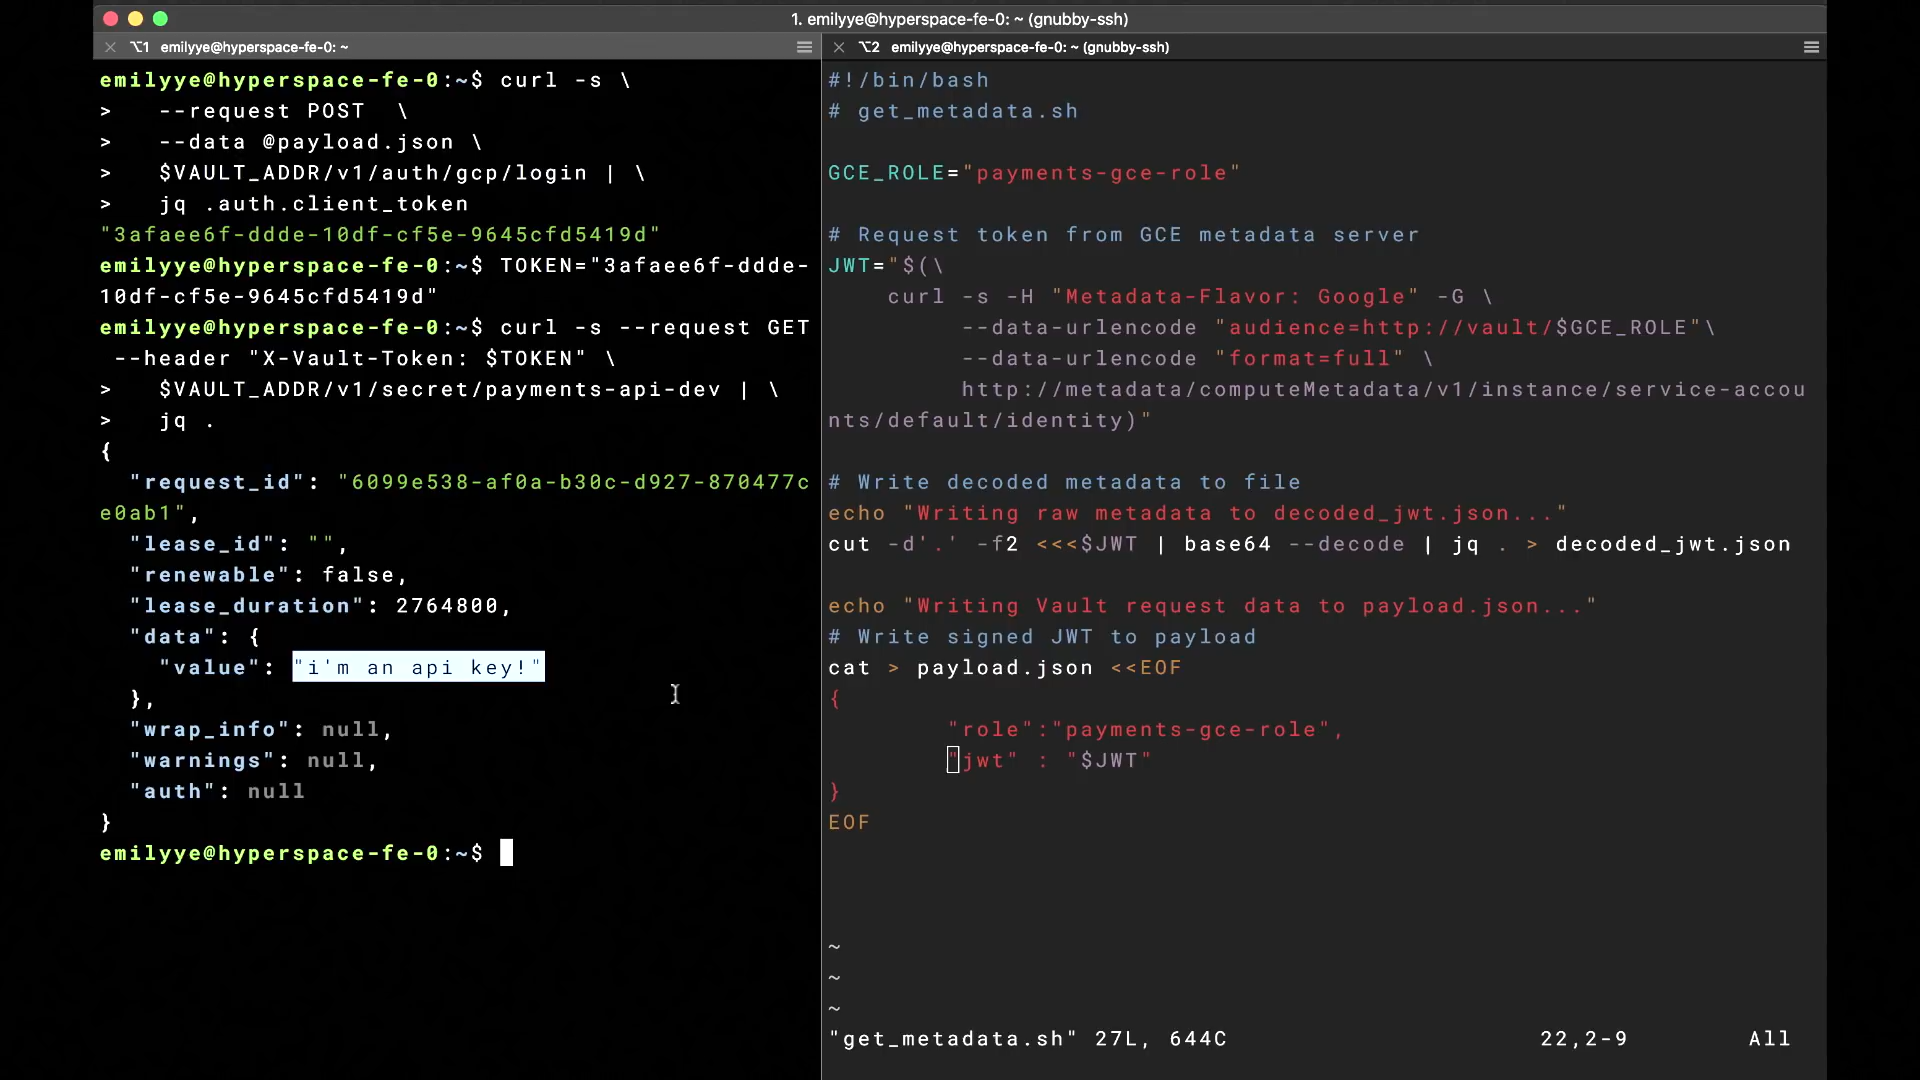 1. emilyye@hyperspace-fe-0: ~ (gnubby-ssh)
⌥1 emilyye@hyperspace-fe-0: ~
emilyye@hyperspace-fe-0:~$ curl -s \
>   --request POST  \
>   --data @payload.json \
>   $VAULT_ADDR/v1/auth/gcp/login | \
>   jq .auth.client_token
"3afaee6f-ddde-10df-cf5e-9645cfd5419d"
emilyye@hyperspace-fe-0:~$ TOKEN="3afaee6f-ddde-
10df-cf5e-9645cfd5419d"
emilyye@hyperspace-fe-0:~$ curl -s --request GET
 --header "X-Vault-Token: $TOKEN" \
>   $VAULT_ADDR/v1/secret/payments-api-dev | \
>   jq .
{
  "request_id": "6099e538-af0a-b30c-d927-870477c
e0ab1",
  "lease_id": "",
  "renewable": false,
  "lease_duration": 2764800,
  "data": {
    "value": "i'm an api key!"
  },
  "wrap_info": null,
  "warnings": null,
  "auth": null
}
emilyye@hyperspace-fe-0:~$
⌥2 emilyye@hyperspace-fe-0: ~ (gnubby-ssh)
#!/bin/bash
# get_metadata.sh
GCE_ROLE="payments-gce-role"
# Request token from GCE metadata server
JWT="$(\
    curl -s -H "Metadata-Flavor: Google" -G \
         --data-urlencode "audience=http://vault/$GCE_ROLE"\
         --data-urlencode "format=full" \
         http://metadata/computeMetadata/v1/instance/service-accou
nts/default/identity)"
# Write decoded metadata to file
echo "Writing raw metadata to decoded_jwt.json..."
cut -d'.' -f2 <<<$JWT | base64 --decode | jq . > decoded_jwt.json
echo "Writing Vault request data to payload.json..."
# Write signed JWT to payload
cat > payload.json <<EOF
{
        "role":"payments-gce-role",
        "jwt" : "$JWT"
}
EOF
~
~
~
"get_metadata.sh" 27L, 644C 22,2-9 All